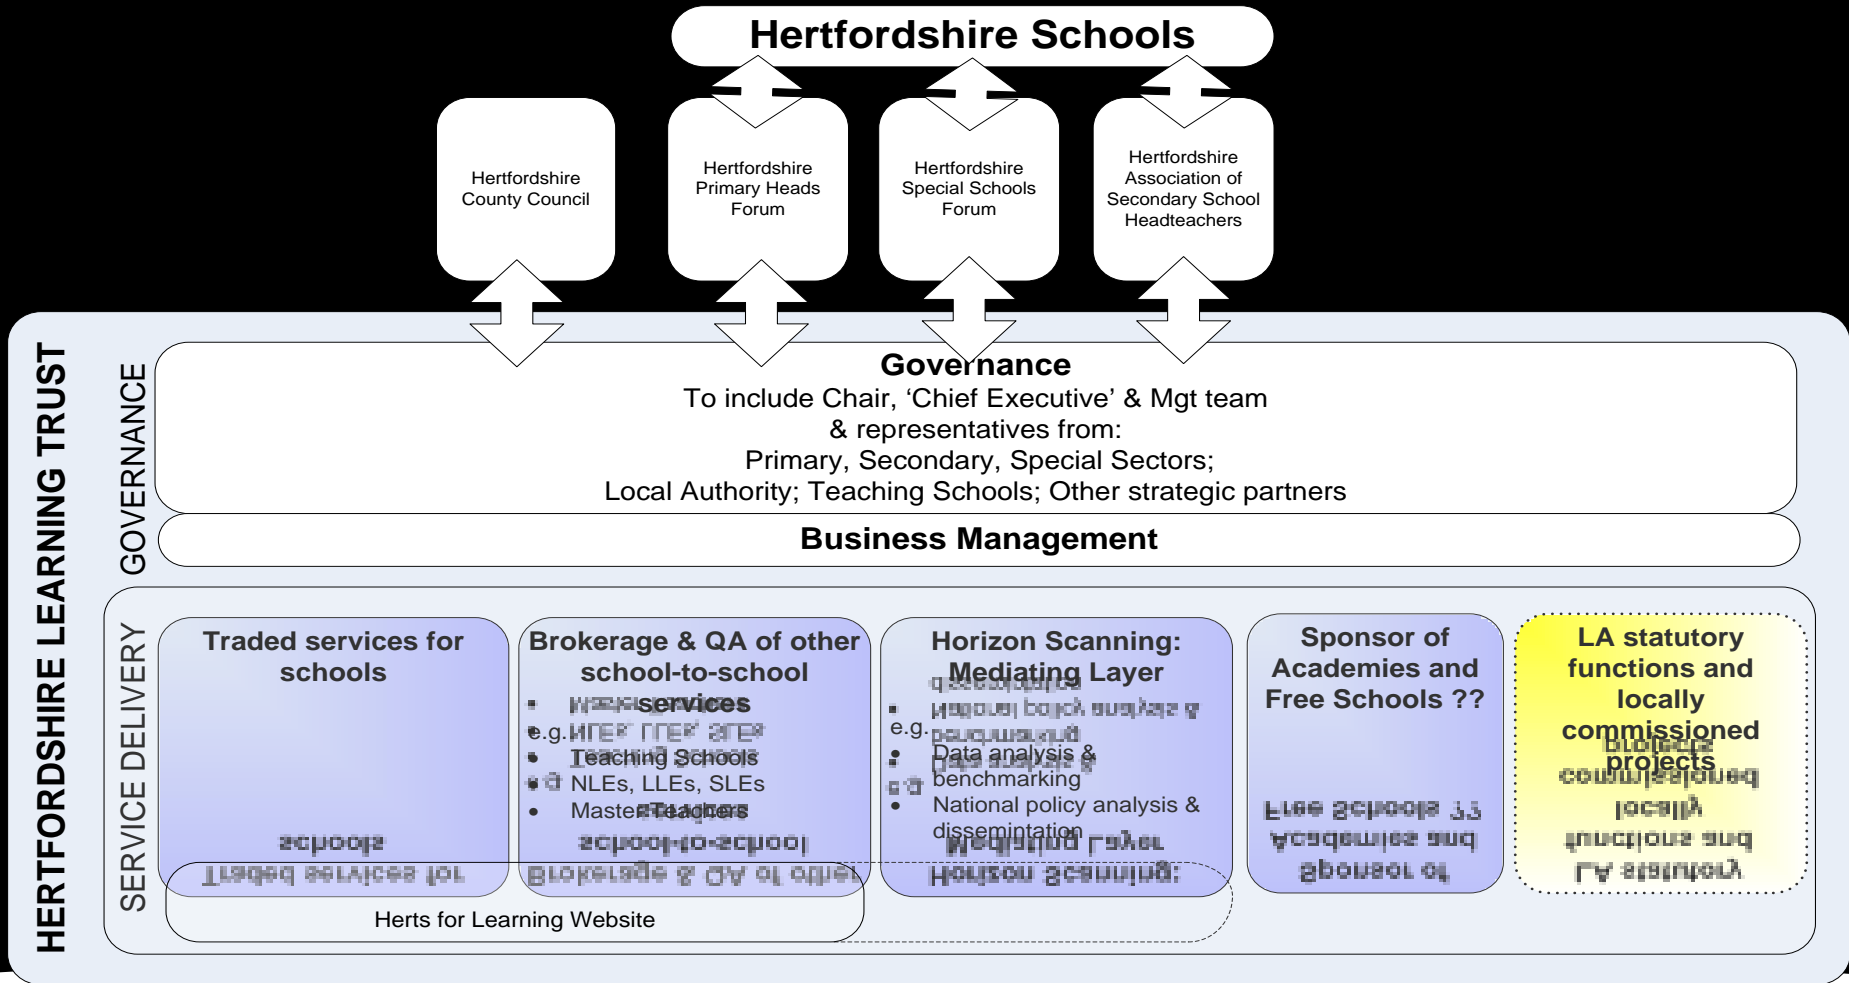 Hertfordshire Schools
Hertfordshire
County Council
Hertfordshire
Primary Heads
Forum
Hertfordshire
Special Schools
Forum
Hertfordshire
Association of
Secondary School
Headteachers
HERTFORDSHIRE LEARNING TRUST
GOVERNANCE
Governance
To include Chair, ‘Chief Executive’ & Mgt team
& representatives from:
Primary, Secondary, Special Sectors;
Local Authority; Teaching Schools; Other strategic partners
Business Management
SERVICE DELIVERY
Traded services for
schools
Brokerage & QA of other
school-to-school
services
e.g.
• Teaching Schools
• NLEs, LLEs, SLEs
• Master Teachers
Horizon Scanning:
Mediating Layer
e.g.
• Data analysis &
benchmarking
• National policy analysis &
dissemintation
Sponsor of
Academies and
Free Schools ??
LA statutory
functions and
locally
commissioned
projects
Herts for Learning Website